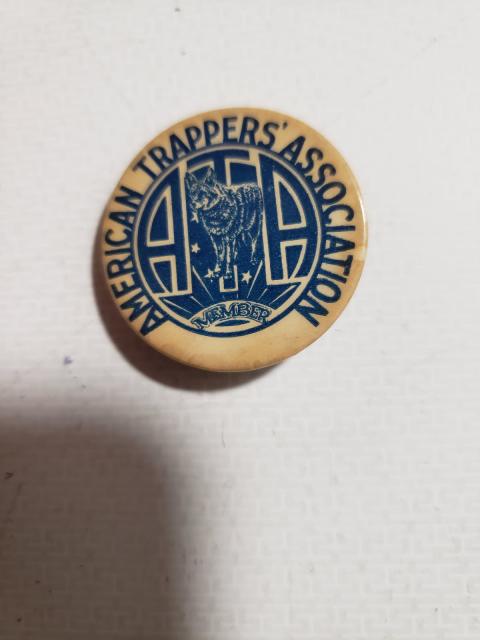 AMERICAN TRAPPERS' ASSOCIATION
ATA
MEMBER